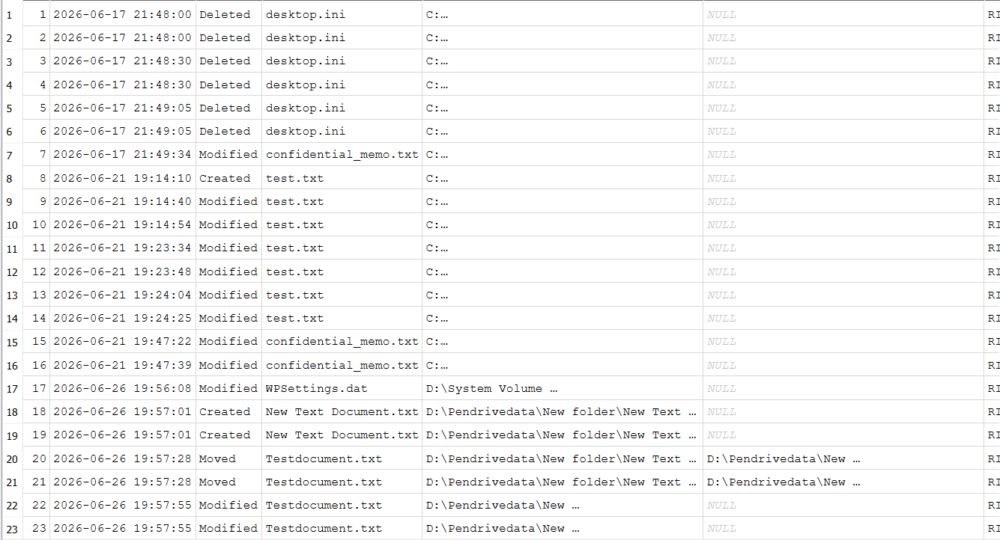 1 1 2026-06-17 21:48:00 Deleted desktop.ini C:… NULL RI
2 2 2026-06-17 21:48:00 Deleted desktop.ini C:… NULL RI
3 3 2026-06-17 21:48:30 Deleted desktop.ini C:… NULL RI
4 4 2026-06-17 21:48:30 Deleted desktop.ini C:… NULL RI
5 5 2026-06-17 21:49:05 Deleted desktop.ini C:… NULL RI
6 6 2026-06-17 21:49:05 Deleted desktop.ini C:… NULL RI
7 7 2026-06-17 21:49:34 Modified confidential_memo.txt C:… NULL RI
8 8 2026-06-21 19:14:10 Created test.txt C:… NULL RI
9 9 2026-06-21 19:14:40 Modified test.txt C:… NULL RI
10 10 2026-06-21 19:14:54 Modified test.txt C:… NULL RI
11 11 2026-06-21 19:23:34 Modified test.txt C:… NULL RI
12 12 2026-06-21 19:23:48 Modified test.txt C:… NULL RI
13 13 2026-06-21 19:24:04 Modified test.txt C:… NULL RI
14 14 2026-06-21 19:24:25 Modified test.txt C:… NULL RI
15 15 2026-06-21 19:47:22 Modified confidential_memo.txt C:… NULL RI
16 16 2026-06-21 19:47:39 Modified confidential_memo.txt C:… NULL RI
17 17 2026-06-26 19:56:08 Modified WPSettings.dat D:\System Volume … NULL RI
18 18 2026-06-26 19:57:01 Created New Text Document.txt D:\Pendrivedata\New folder\New Text … NULL RI
19 19 2026-06-26 19:57:01 Created New Text Document.txt D:\Pendrivedata\New folder\New Text … NULL RI
20 20 2026-06-26 19:57:28 Moved Testdocument.txt D:\Pendrivedata\New folder\New Text … D:\Pendrivedata\New … RI
21 21 2026-06-26 19:57:28 Moved Testdocument.txt D:\Pendrivedata\New folder\New Text … D:\Pendrivedata\New … RI
22 22 2026-06-26 19:57:55 Modified Testdocument.txt D:\Pendrivedata\New … NULL RI
23 23 2026-06-26 19:57:55 Modified Testdocument.txt D:\Pendrivedata\New … NULL RI